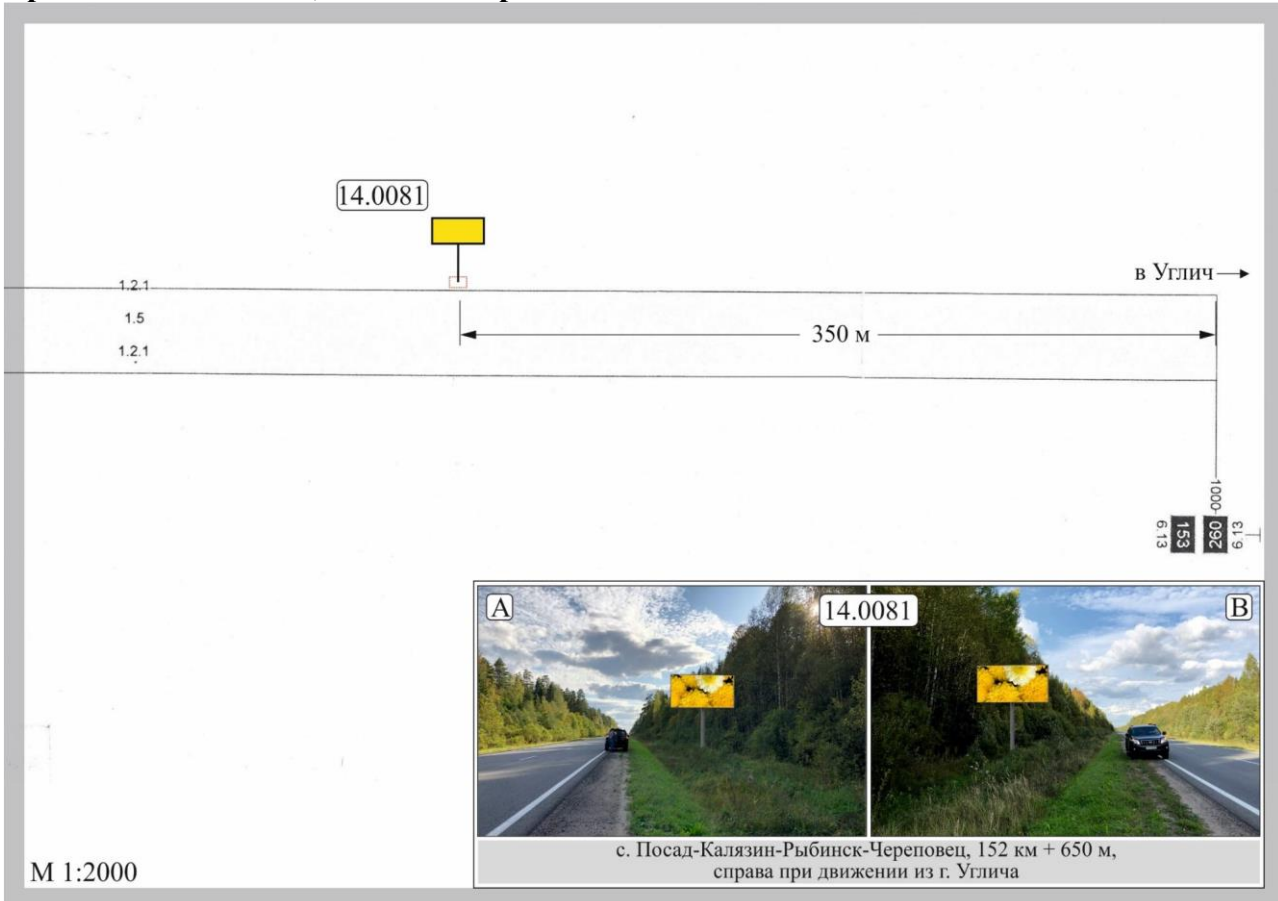 14.0081
в Углич
1.2.1
1.5
350 м
1.2.1
1000
6.13
153
260
6.13
A
14.0081
B
с. Посад-Калязин-Рыбинск-Череповец, 152 км + 650 м,
справа при движении из г. Углича
М 1:2000